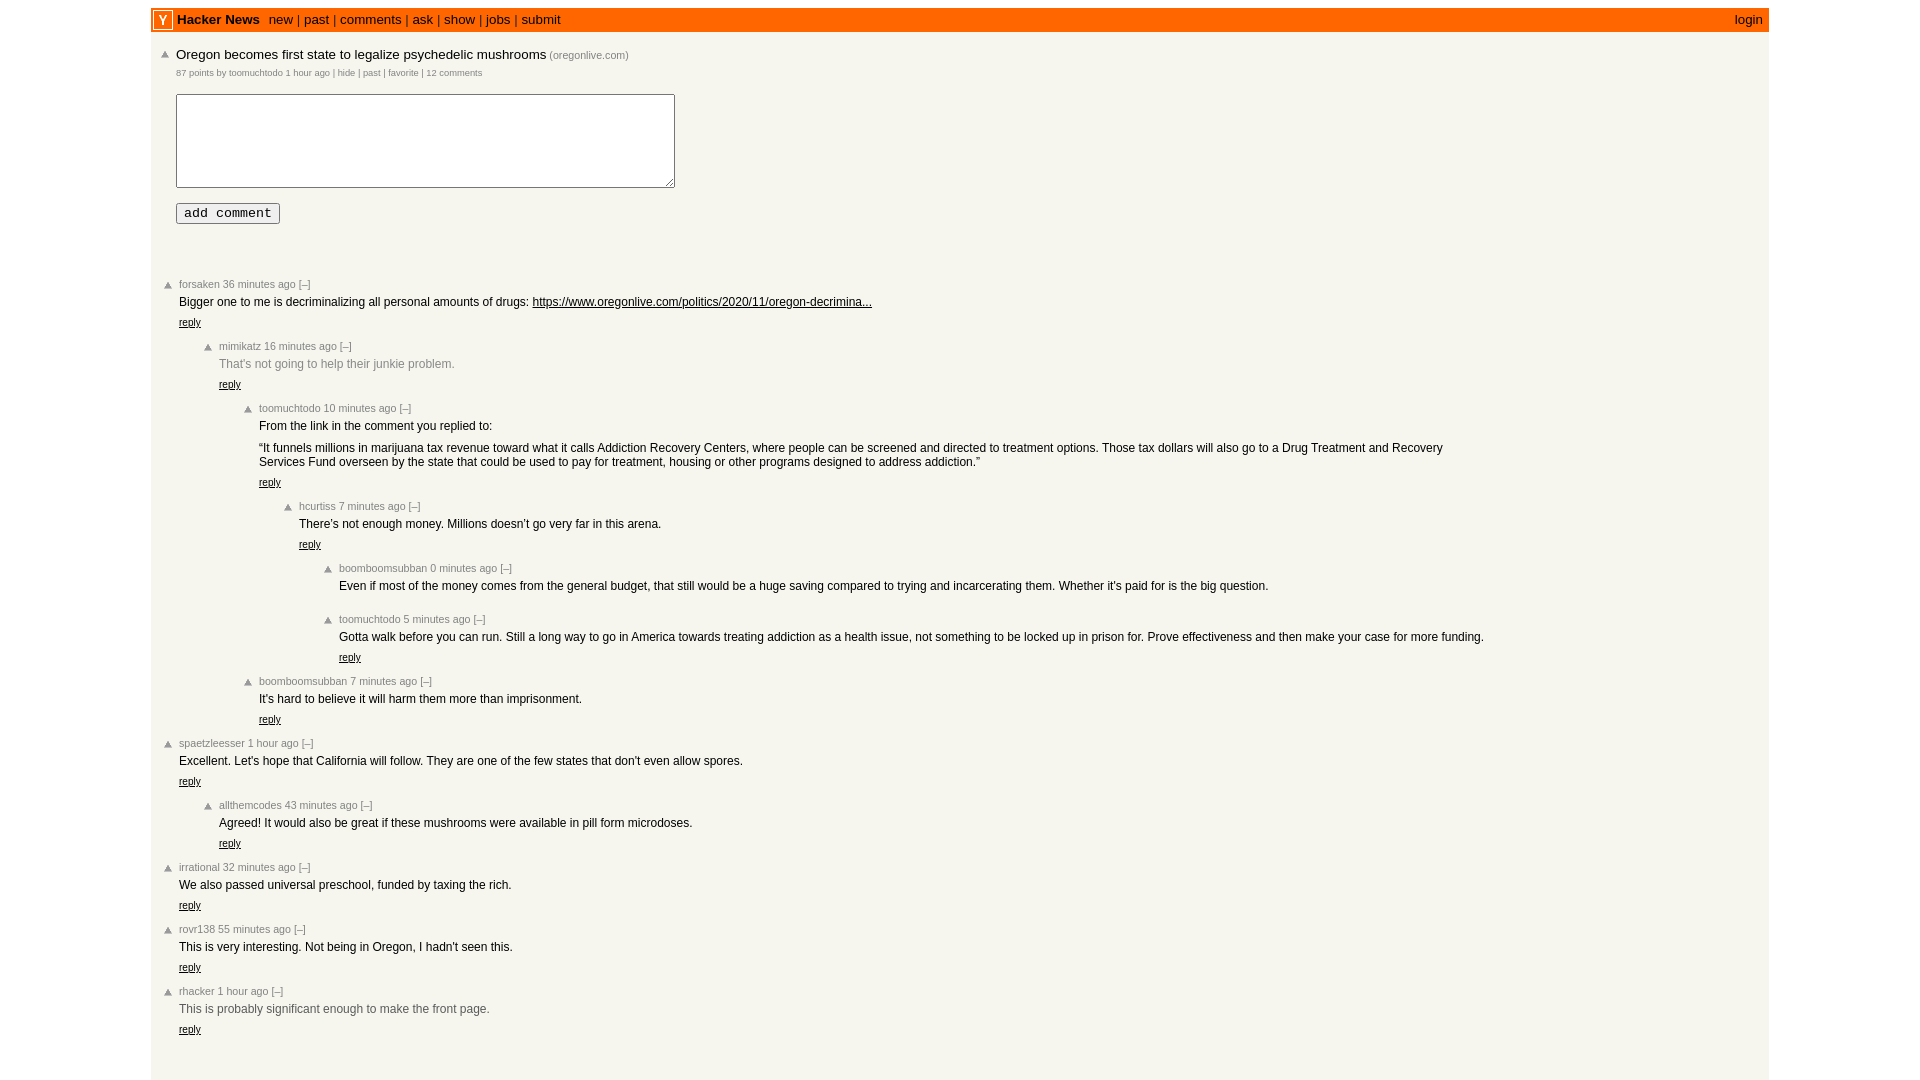 Y Hacker News new | past | comments | ask | show | jobs | submit login
Oregon becomes first state to legalize psychedelic mushrooms (oregonlive.com)
87 points by toomuchtodo 1 hour ago | hide | past | favorite | 12 comments
add comment
forsaken 36 minutes ago [–]
Bigger one to me is decriminalizing all personal amounts of drugs: https://www.oregonlive.com/politics/2020/11/oregon-decrimina...
reply
mimikatz 16 minutes ago [–]
That's not going to help their junkie problem.
reply
toomuchtodo 10 minutes ago [–]
From the link in the comment you replied to:
“It funnels millions in marijuana tax revenue toward what it calls Addiction Recovery Centers, where people can be screened and directed to treatment options. Those tax dollars will also go to a Drug Treatment and Recovery
Services Fund overseen by the state that could be used to pay for treatment, housing or other programs designed to address addiction.”
reply
hcurtiss 7 minutes ago [–]
There’s not enough money. Millions doesn’t go very far in this arena.
reply
boomboomsubban 0 minutes ago [–]
Even if most of the money comes from the general budget, that still would be a huge saving compared to trying and incarcerating them. Whether it's paid for is the big question.
toomuchtodo 5 minutes ago [–]
Gotta walk before you can run. Still a long way to go in America towards treating addiction as a health issue, not something to be locked up in prison for. Prove effectiveness and then make your case for more funding.
reply
boomboomsubban 7 minutes ago [–]
It's hard to believe it will harm them more than imprisonment.
reply
spaetzleesser 1 hour ago [–]
Excellent. Let's hope that California will follow. They are one of the few states that don't even allow spores.
reply
allthemcodes 43 minutes ago [–]
Agreed! It would also be great if these mushrooms were available in pill form microdoses.
reply
irrational 32 minutes ago [–]
We also passed universal preschool, funded by taxing the rich.
reply
rovr138 55 minutes ago [–]
This is very interesting. Not being in Oregon, I hadn't seen this.
reply
rhacker 1 hour ago [–]
This is probably significant enough to make the front page.
reply